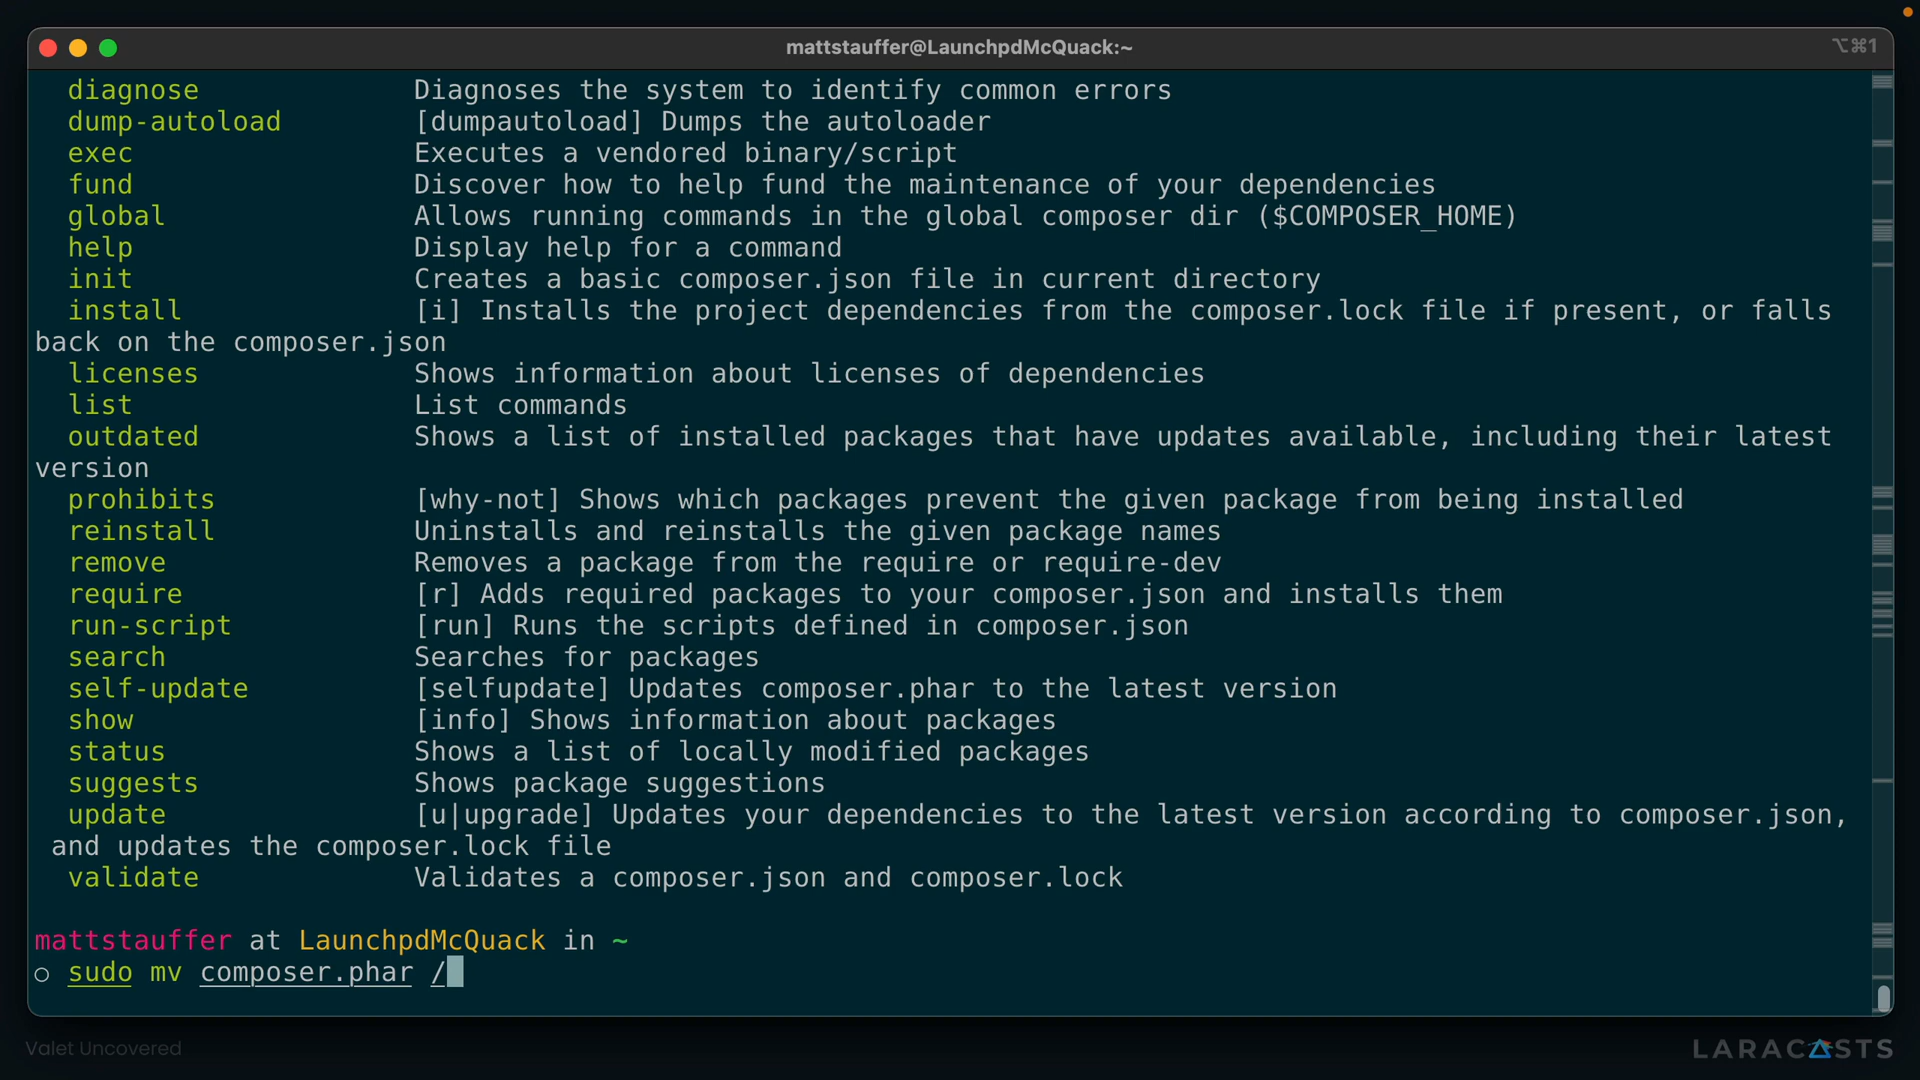 mattstauffer@LaunchpdMcQuack:~ ⌥⌘1
diagnose Diagnoses the system to identify common errors
dump-autoload [dumpautoload] Dumps the autoloader
exec Executes a vendored binary/script
fund Discover how to help fund the maintenance of your dependencies
global Allows running commands in the global composer dir ($COMPOSER_HOME)
help Display help for a command
init Creates a basic composer.json file in current directory
install [i] Installs the project dependencies from the composer.lock file if present, or falls
back on the composer.json
licenses Shows information about licenses of dependencies
list List commands
outdated Shows a list of installed packages that have updates available, including their latest
version
prohibits [why-not] Shows which packages prevent the given package from being installed
reinstall Uninstalls and reinstalls the given package names
remove Removes a package from the require or require-dev
require [r] Adds required packages to your composer.json and installs them
run-script [run] Runs the scripts defined in composer.json
search Searches for packages
self-update [selfupdate] Updates composer.phar to the latest version
show [info] Shows information about packages
status Shows a list of locally modified packages
suggests Shows package suggestions
update [u|upgrade] Updates your dependencies to the latest version according to composer.json,
and updates the composer.lock file
validate Validates a composer.json and composer.lock
mattstauffer at LaunchpdMcQuack in ~
○ sudo mv composer.phar /
Valet Uncovered
LARACASTS